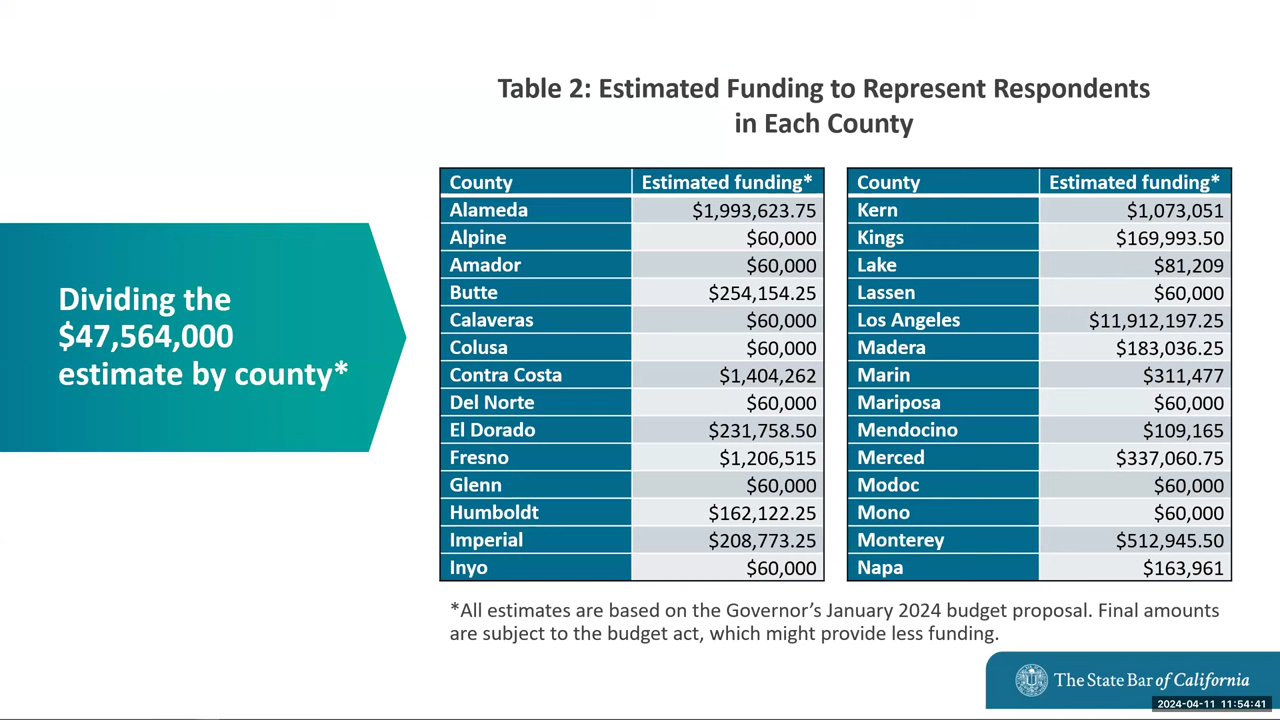 Table 2: Estimated Funding to Represent Respondents
in Each County
Dividing the
$47,564,000
estimate by county*
County Estimated funding*
Alameda $1,993,623.75
Alpine $60,000
Amador $60,000
Butte $254,154.25
Calaveras $60,000
Colusa $60,000
Contra Costa $1,404,262
Del Norte $60,000
El Dorado $231,758.50
Fresno $1,206,515
Glenn $60,000
Humboldt $162,122.25
Imperial $208,773.25
Inyo $60,000
County Estimated funding*
Kern $1,073,051
Kings $169,993.50
Lake $81,209
Lassen $60,000
Los Angeles $11,912,197.25
Madera $183,036.25
Marin $311,477
Mariposa $60,000
Mendocino $109,165
Merced $337,060.75
Modoc $60,000
Mono $60,000
Monterey $512,945.50
Napa $163,961
*All estimates are based on the Governor’s January 2024 budget proposal. Final amounts
are subject to the budget act, which might provide less funding.
The State Bar of California
2024-04-11 11:54:41